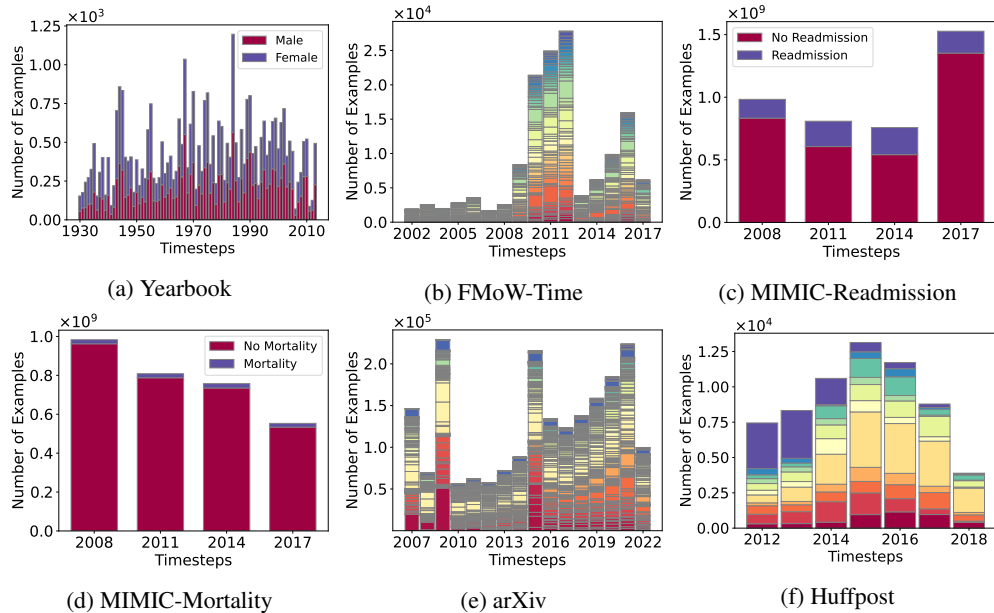 ×10³
Number of Examples
1.25
1.00
0.75
0.50
0.25
0.00
Male
Female
1930 1950 1970 1990 2010
Timesteps
(a) Yearbook
×10⁴
Number of Examples
2.5
2.0
1.5
1.0
0.5
0.0
2002 2005 2008 2011 2014 2017
Timesteps
(b) FMoW-Time
×10⁹
Number of Examples
1.5
1.0
0.5
0.0
No Readmission
Readmission
2008 2011 2014 2017
Timesteps
(c) MIMIC-Readmission
×10⁹
Number of Examples
1.0
0.8
0.6
0.4
0.2
0.0
No Mortality
Mortality
2008 2011 2014 2017
Timesteps
(d) MIMIC-Mortality
×10⁵
Number of Examples
2.0
1.5
1.0
0.5
2007 2010 2013 2016 2019 2022
Timesteps
(e) arXiv
×10⁴
Number of Examples
1.25
1.00
0.75
0.50
0.25
0.00
2012 2014 2016 2018
Timesteps
(f) Huffpost